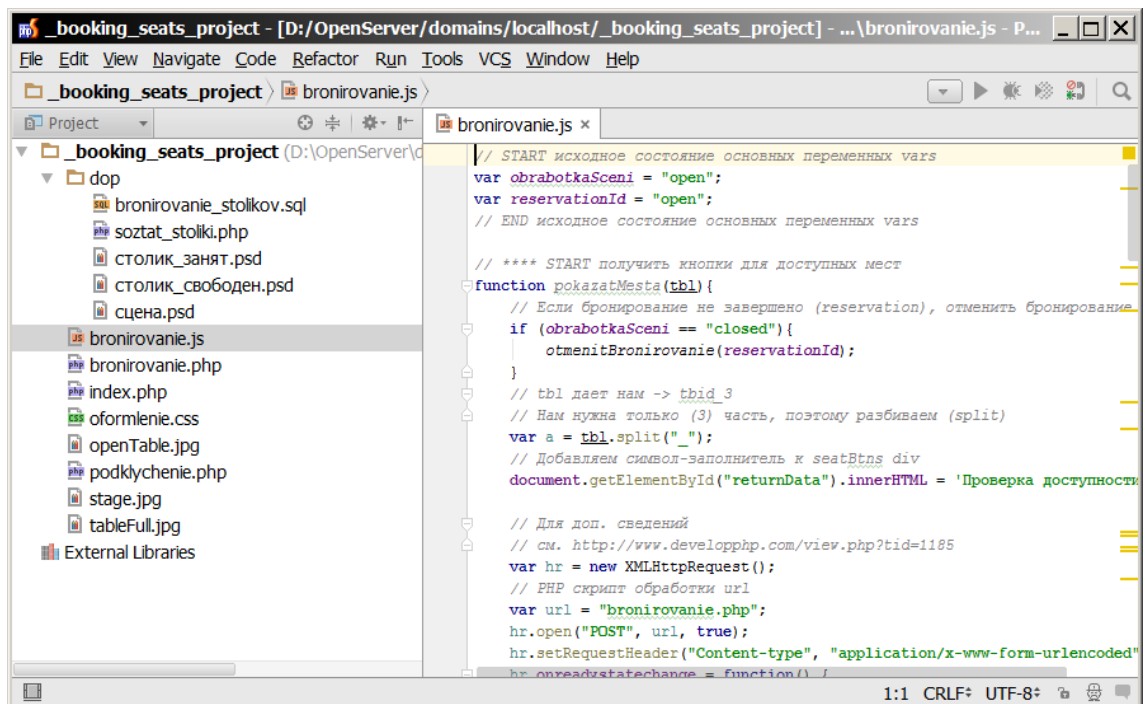 _booking_seats_project - [D:/OpenServer/domains/localhost/_booking_seats_project] - ...\bronirovanie.js - P...
File Edit View Navigate Code Refactor Run Tools VCS Window Help
_booking_seats_project bronirovanie.js
Project
bronirovanie.js ×
_booking_seats_project (D:\OpenServer\d
dop
bronirovanie_stolikov.sql
soztat_stoliki.php
столик_занят.psd
столик_свободен.psd
сцена.psd
bronirovanie.js
bronirovanie.php
index.php
oformlenie.css
openTable.jpg
podklychenie.php
stage.jpg
tableFull.jpg
External Libraries
// START исходное состояние основных переменных vars
var obrabotkaSceni = "open";
var reservationId = "open";
// END исходное состояние основных переменных vars
// **** START получить кнопки для доступных мест
function pokazatMesta(tbl){
// Если бронирование не завершено (reservation), отменить бронирование
if (obrabotkaSceni == "closed"){
otmenitBronirovanie(reservationId);
}
// tbl дает нам -> tbid_3
// Нам нужна только (3) часть, поэтому разбиваем (split)
var a = tbl.split("_");
// Добавляем символ-заполнитель к seatBtns div
document.getElementById("returnData").innerHTML = 'Проверка доступности
// Для доп. сведений
// см. http://www.developphp.com/view.php?tid=1185
var hr = new XMLHttpRequest();
// PHP скрипт обработки url
var url = "bronirovanie.php";
hr.open("POST", url, true);
hr.setRequestHeader("Content-type", "application/x-www-form-urlencoded"
hr.onreadystatechange = function() {
1:1 CRLF UTF-8